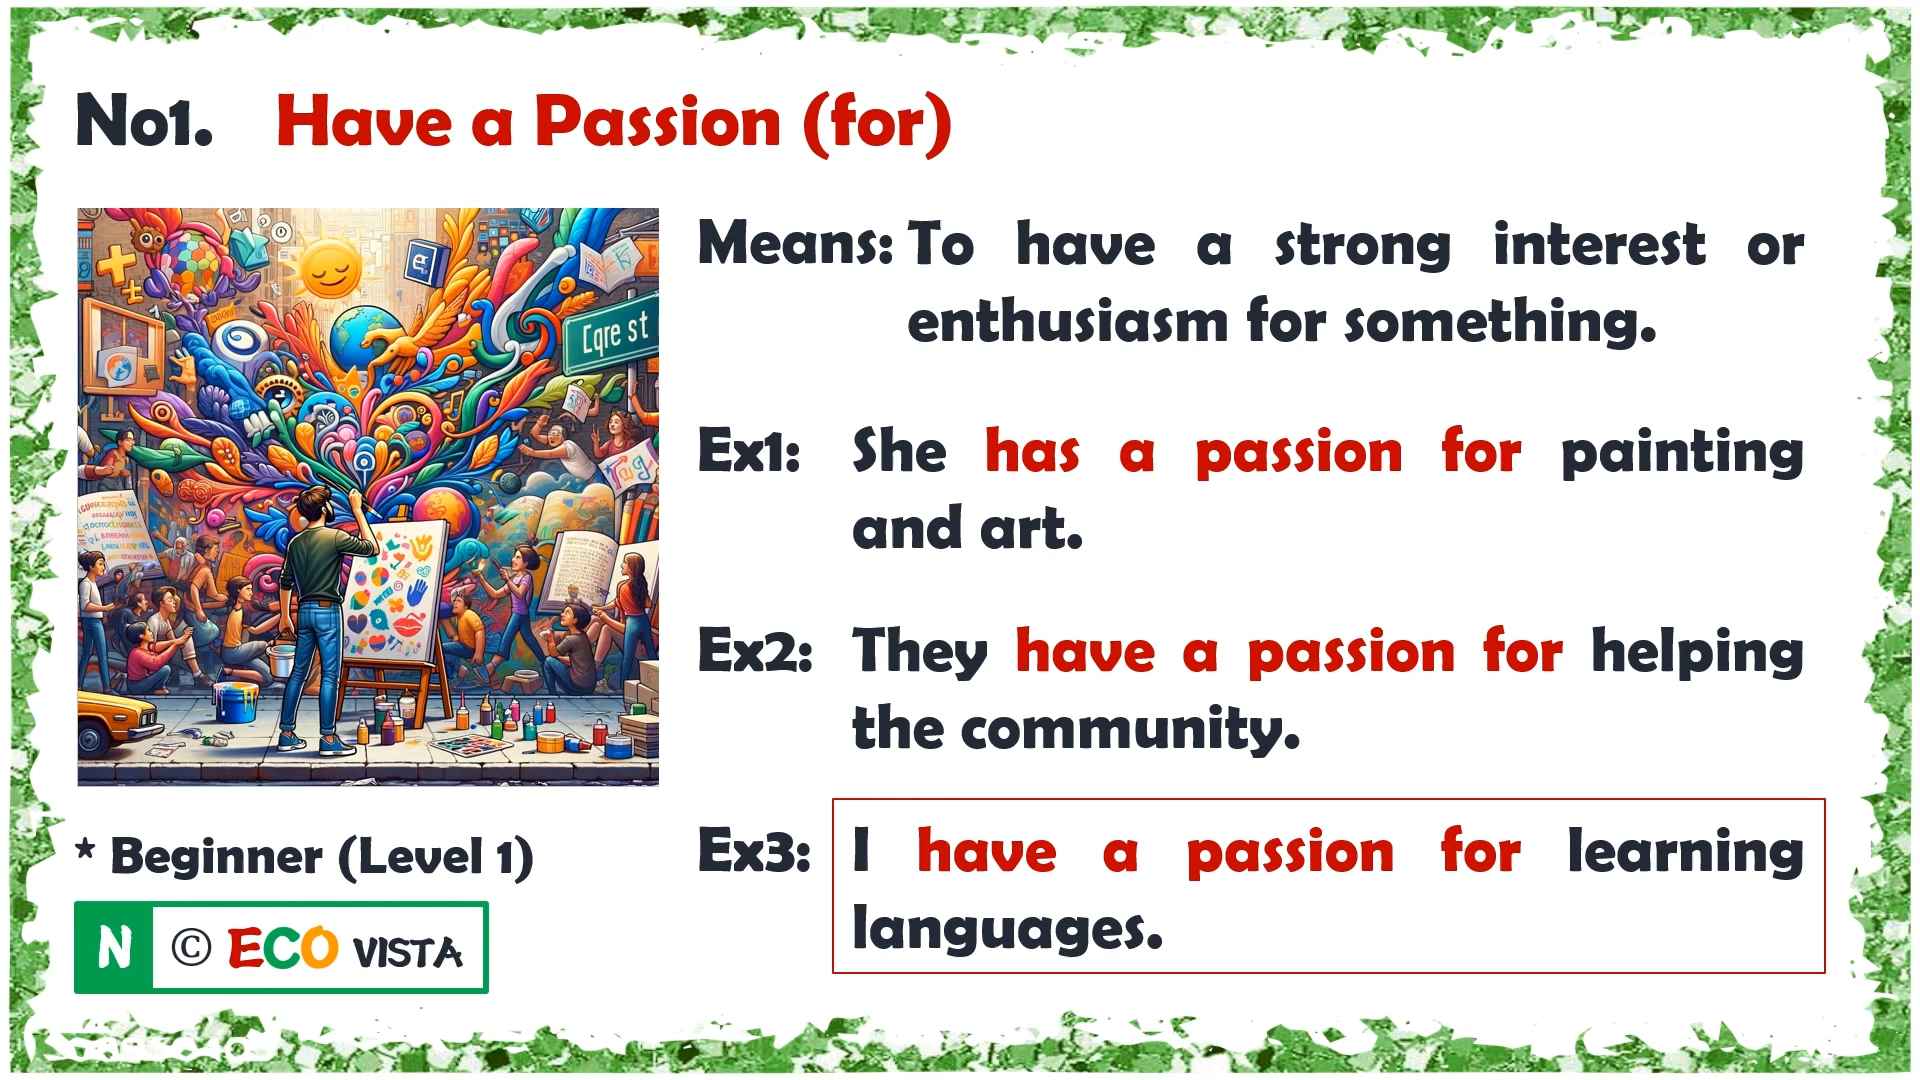 No1. Have a Passion (for)
Means: To have a strong interest or
enthusiasm for something.
Ex1: She has a passion for painting
and art.
Ex2: They have a passion for helping
the community.
Ex3: I have a passion for learning
languages.
Cqre st
* Beginner (Level 1)
N © ECO VISTA